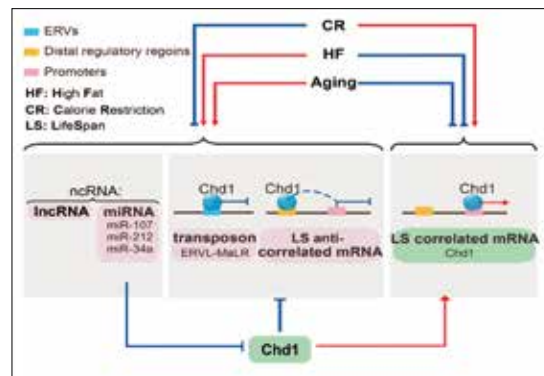 ERVs
Distal regulatory regoins
Promoters
HF: High Fat
CR: Calorie Restriction
LS: LifeSpan
CR
HF
Aging
ncRNA:
lncRNA
miRNA
miR-107
miR-212
miR-34a
Chd1
transposon
ERVL-MaLR
Chd1
LS anti-
correlated mRNA
Chd1
LS correlated mRNA
Chd1
Chd1